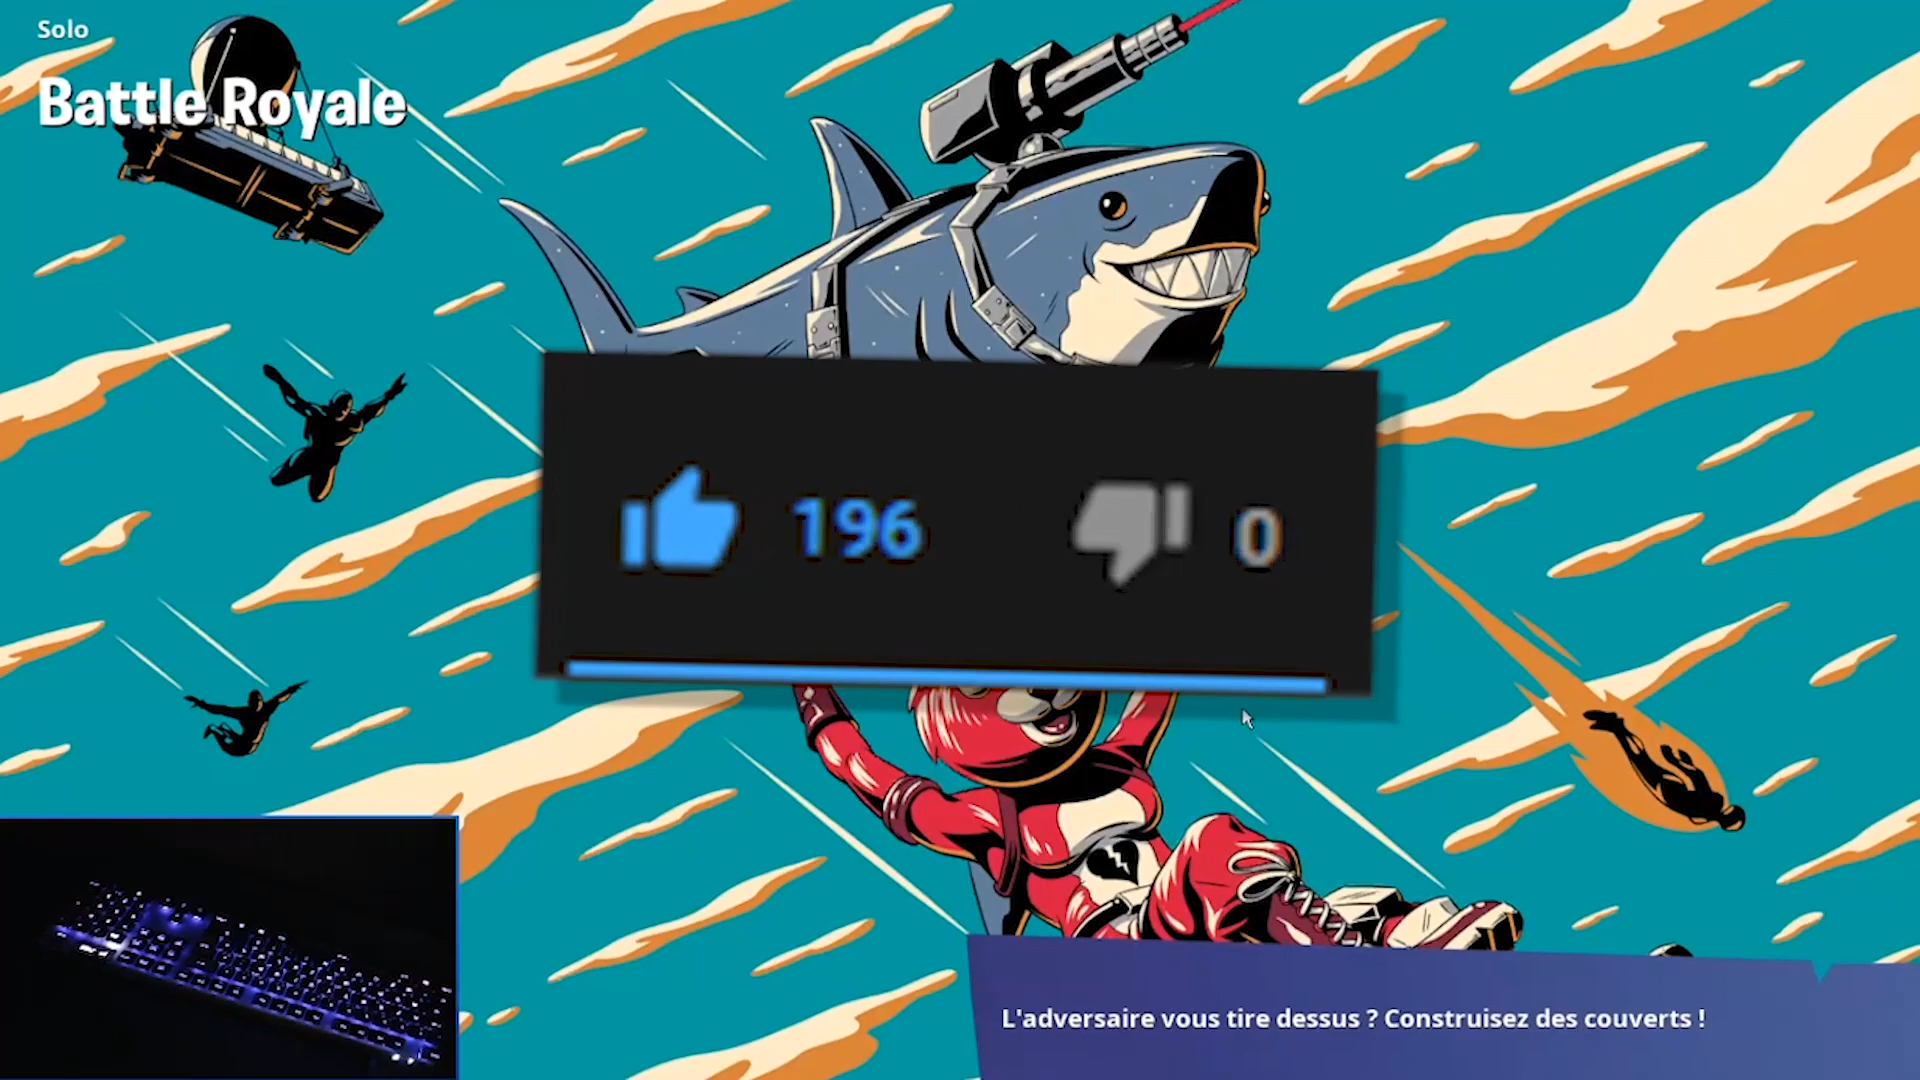 Solo
Battle Royale
196
0
L'adversaire vous tire dessus ? Construisez des couverts !